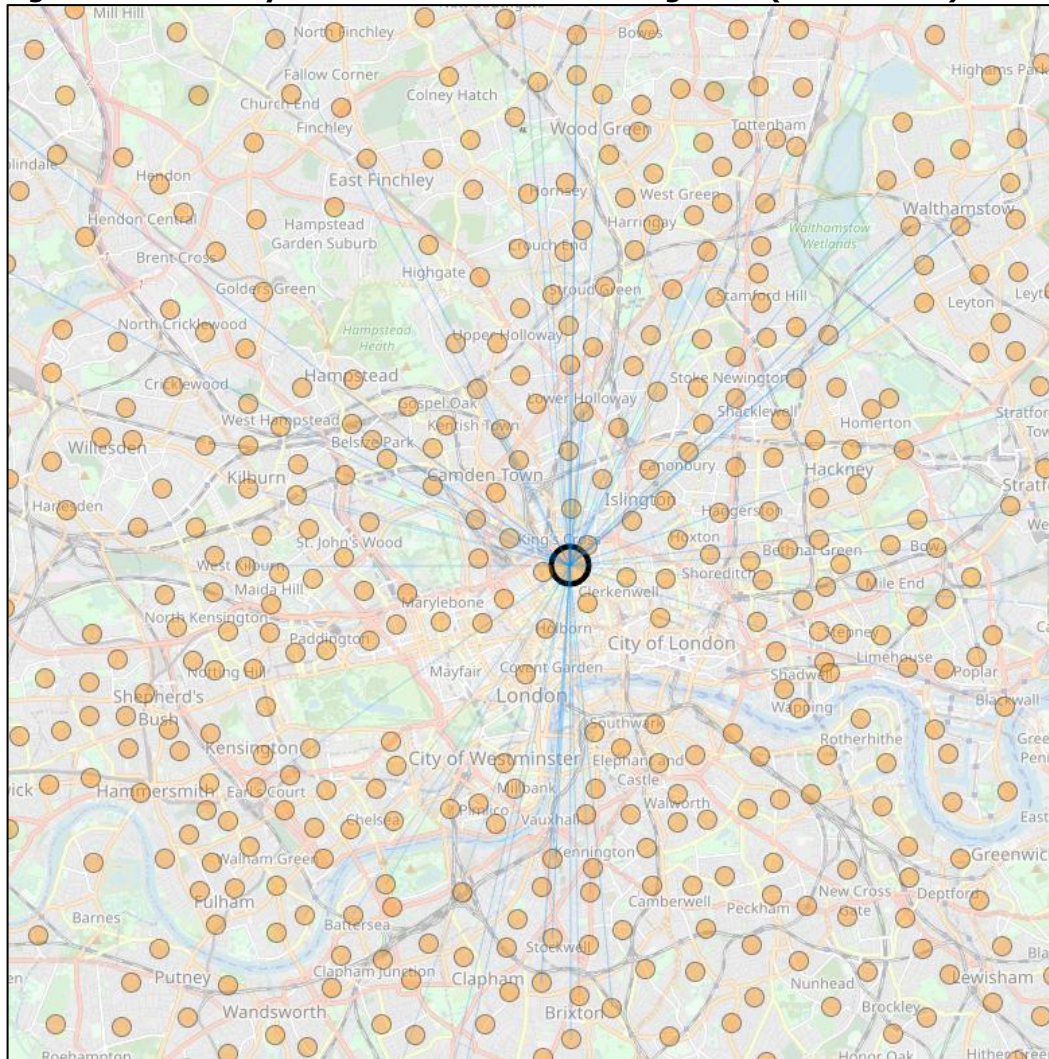 Mill Hill
North Finchley
Bowes
Fallow Corner
Highams Park
Colney Hatch
Church End
Finchley
Wood Green
Tottenham
Hendon
East Finchley
Hornsey
West Green
Walthamstow
Hendon Central
Hampstead
Garden Suburb
Harringay
Walthamstow
Wetlands
Brent Cross
Crouch End
Highgate
Golders Green
Stroud Green
Stamford Hill
Leyton
North Cricklewood
Hampstead
Heath
Upper Holloway
Cricklewood
Hampstead
Stoke Newington
Gospel Oak
Lower Holloway
Shacklewell
West Hampstead
Kentish Town
Homerton
Willesden
Belsize Park
Kilburn
Camden Town
Canonbury
Hackney
Harlesden
Islington
Haggerston
St. John's Wood
Hoxton
Bethnal Green
Bow
West Kilburn
Shoreditch
Maida Hill
Clerkenwell
Mile End
Marylebone
North Kensington
Paddington
Holborn
City of London
Stepney
Limehouse
Notting Hill
Mayfair
Covent Garden
Shadwell
Poplar
Shepherd's
Bush
London
Wapping
Blackwall
Southwark
Rotherhithe
Kensington
City of Westminster
Elephant and
Castle
Hammersmith
Earl's Court
Millbank
Pimlico
Walworth
Chelsea
Vauxhall
Walham Green
Kennington
Greenwich
Fulham
Camberwell
Peckham
New Cross
Gate
Deptford
Barnes
Battersea
Stockwell
Putney
Clapham Junction
Clapham
Nunhead
Lewisham
Wandsworth
Brixton
Brockley
Roehampton
Honor Oak
Hither Green